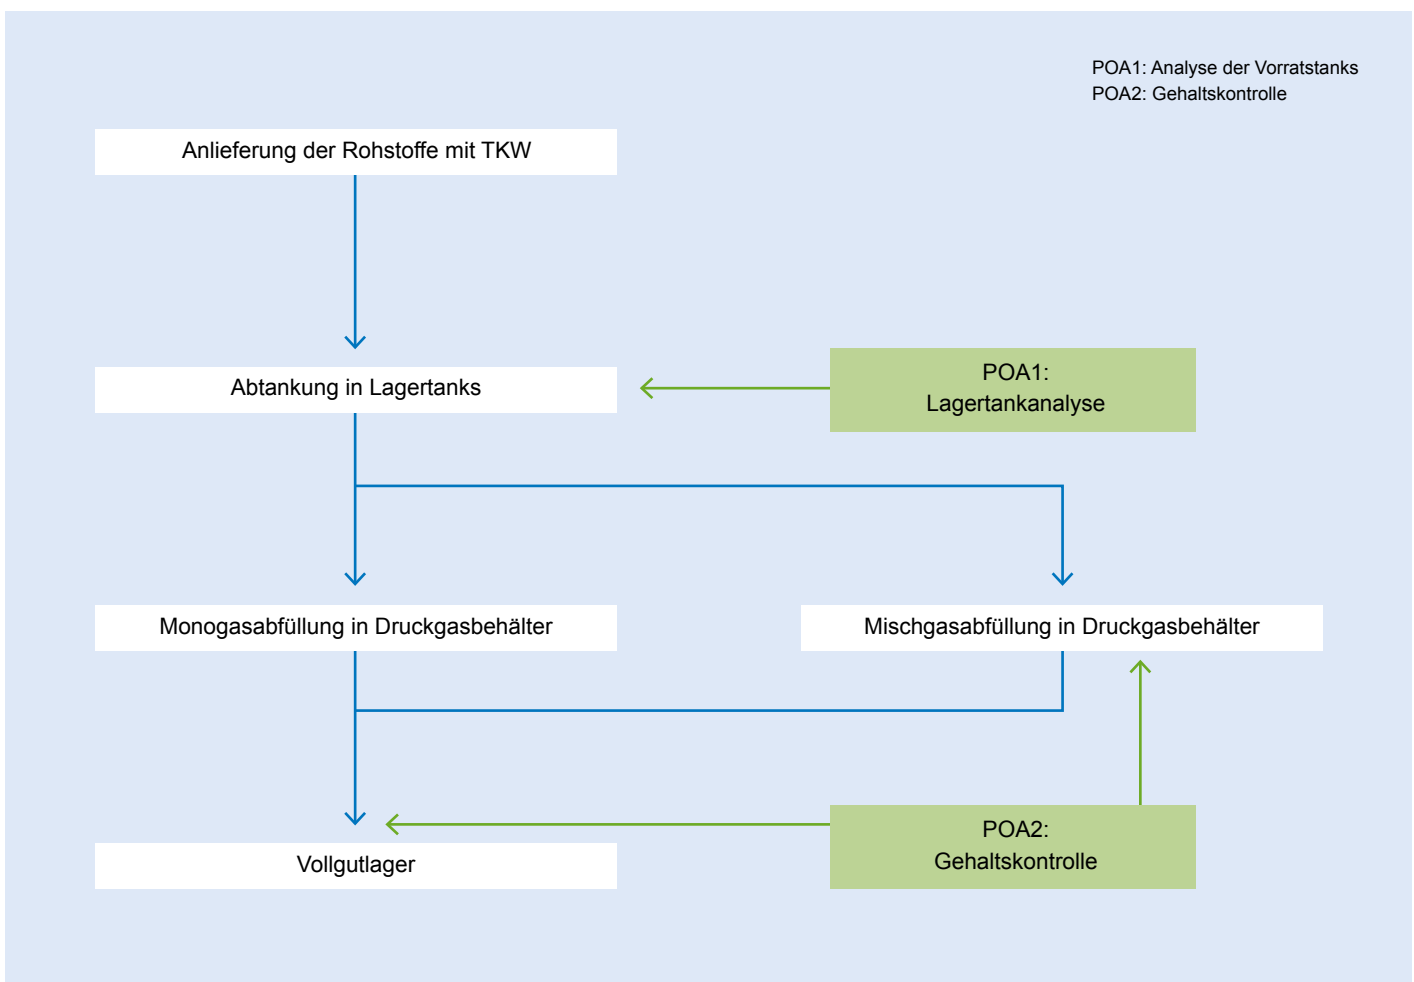 POA1: Analyse der Vorratstanks
POA2: Gehaltskontrolle
Anlieferung der Rohstoffe mit TKW
Abtankung in Lagertanks
POA1:
Lagertankanalyse
Monogasabfüllung in Druckgasbehälter
Mischgasabfüllung in Druckgasbehälter
POA2:
Gehaltskontrolle
Vollgutlager